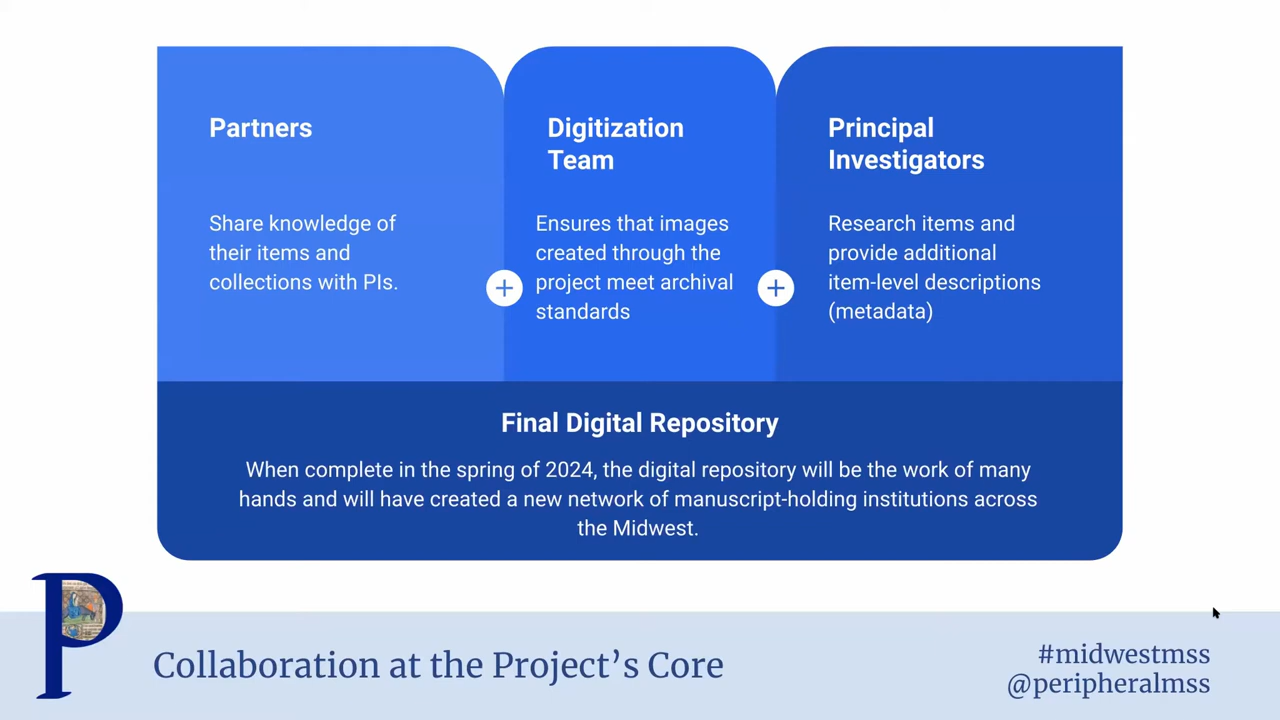 Partners
Share knowledge of
their items and
collections with PIs.
Digitization
Team
Ensures that images
created through the
project meet archival
standards
Principal
Investigators
Research items and
provide additional
item-level descriptions
(metadata)
Final Digital Repository
When complete in the spring of 2024, the digital repository will be the work of many
hands and will have created a new network of manuscript-holding institutions across
the Midwest.
P
Collaboration at the Project’s Core
#midwestmss
@peripheralmss